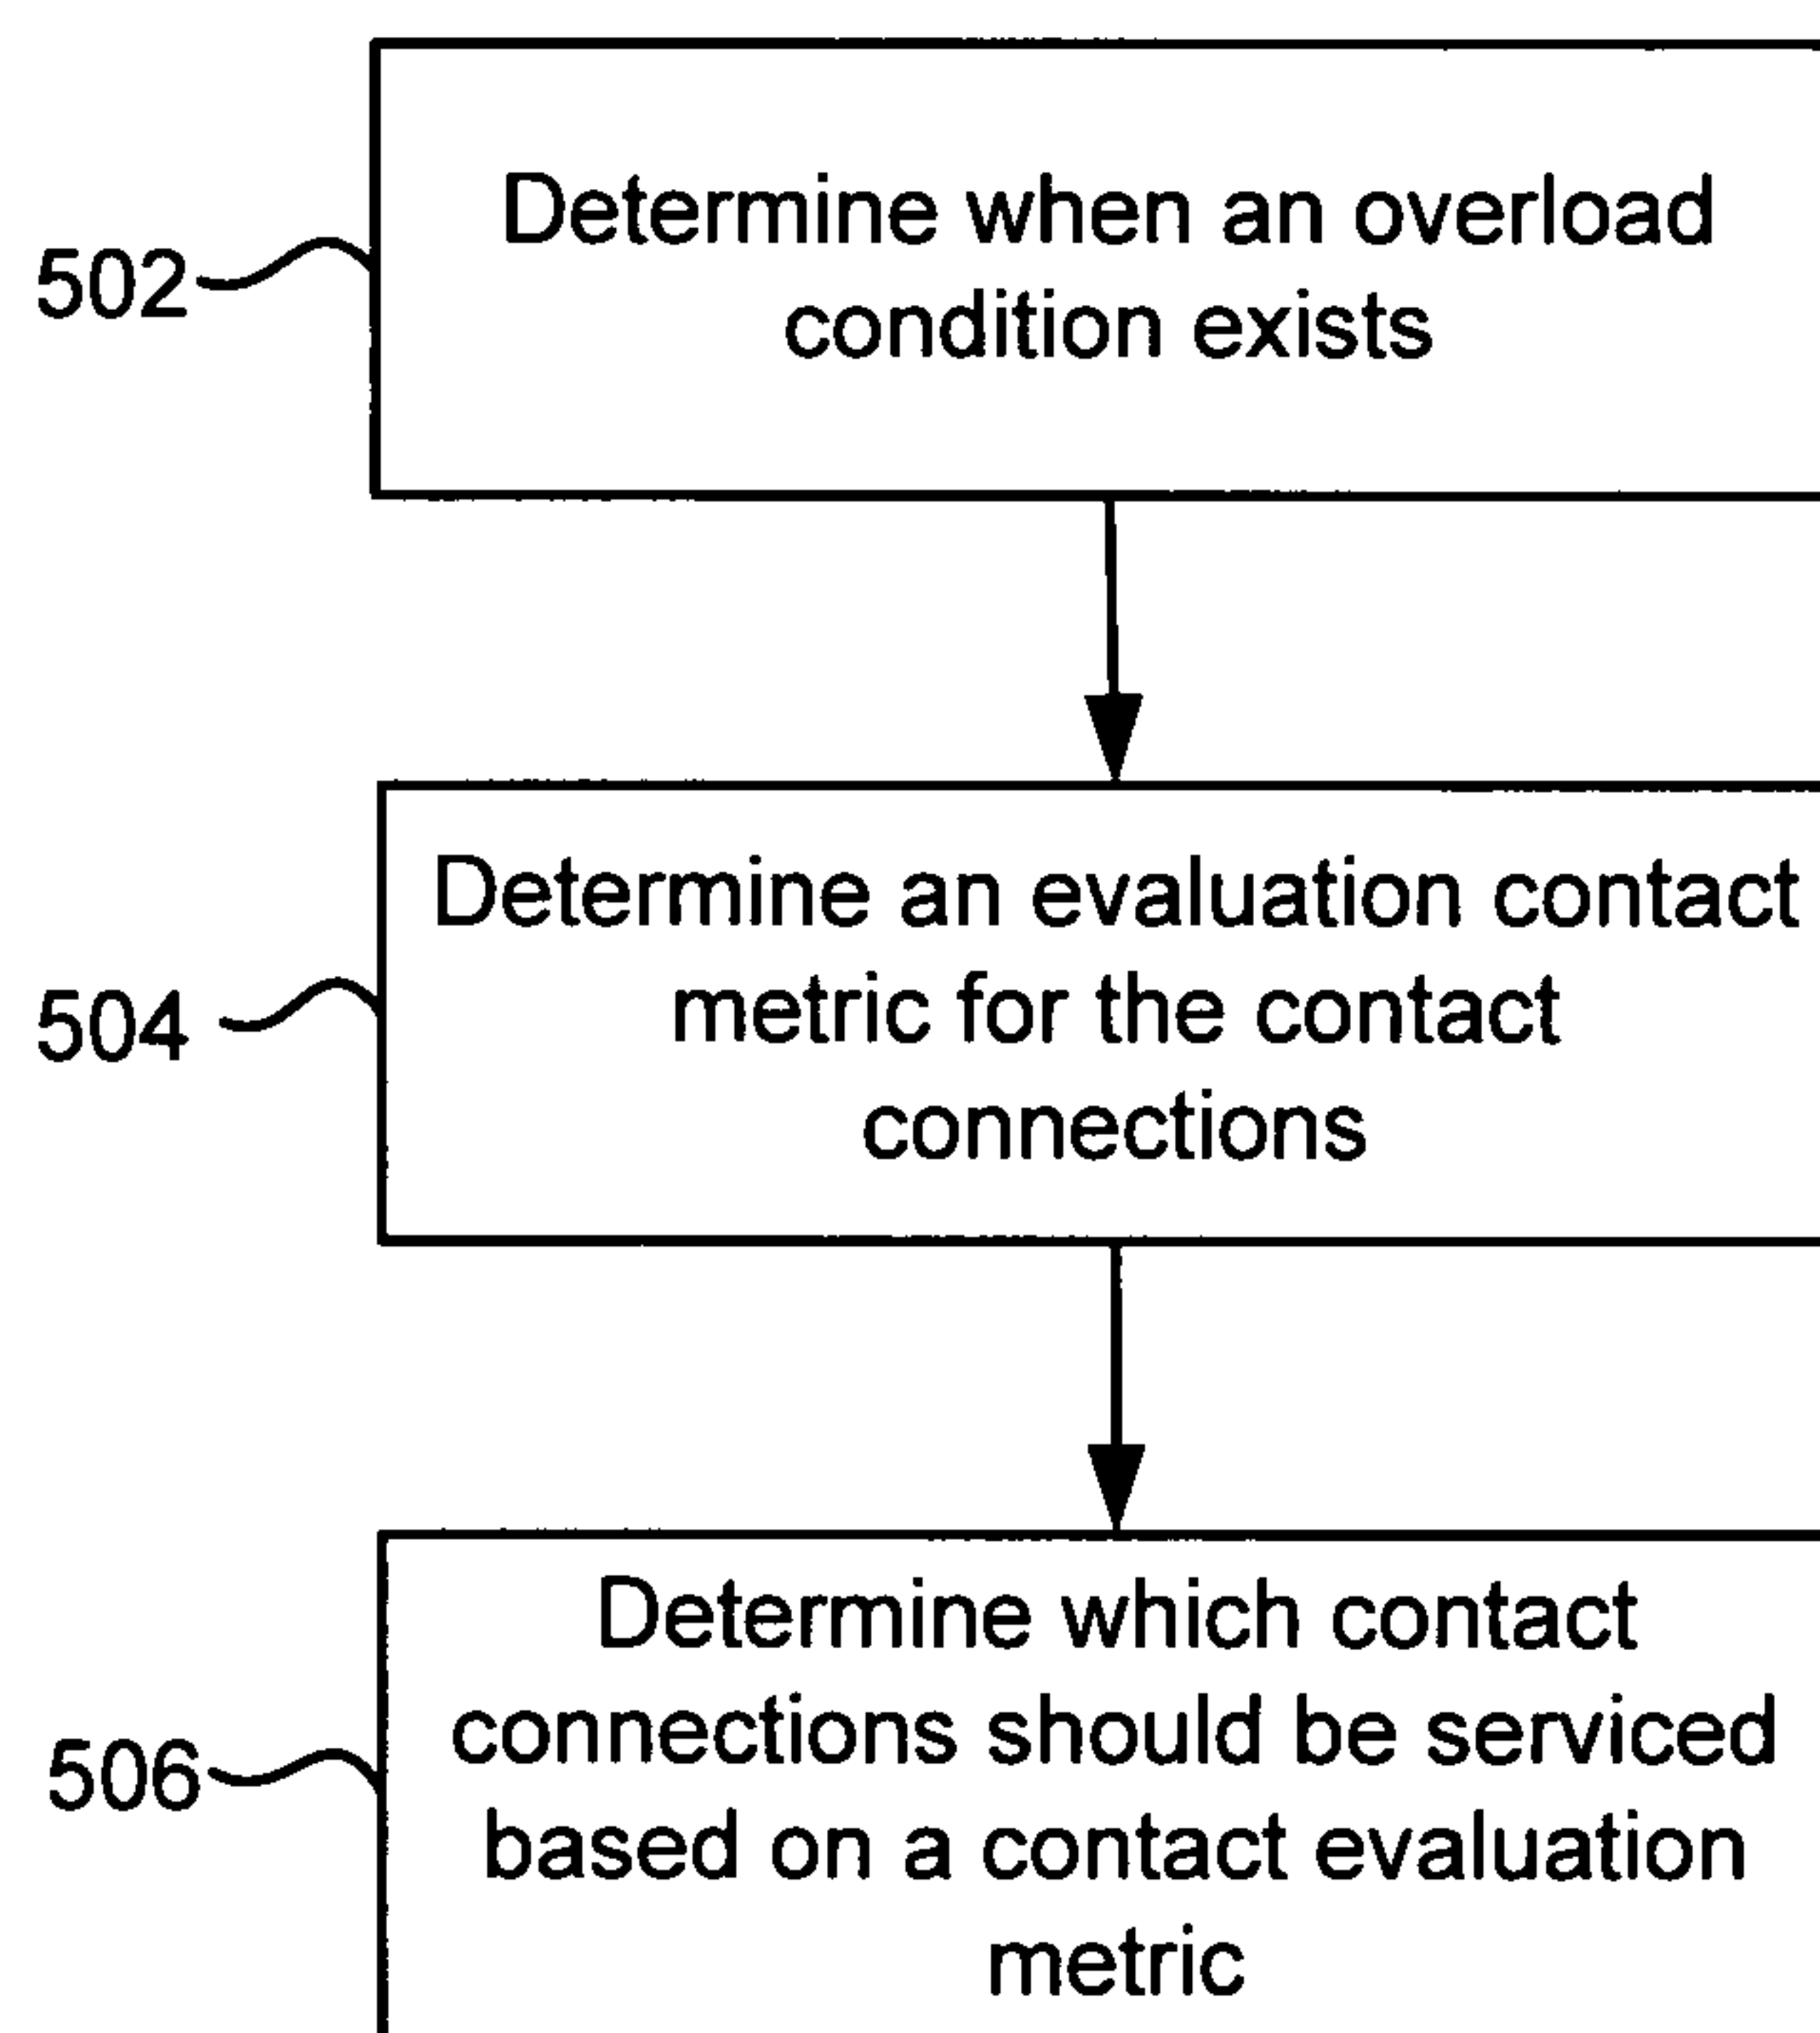 Determine when an overload
condition exists
502
Determine an evaluation contact
metric for the contact
connections
504
Determine which contact
connections should be serviced
based on a contact evaluation
metric
506